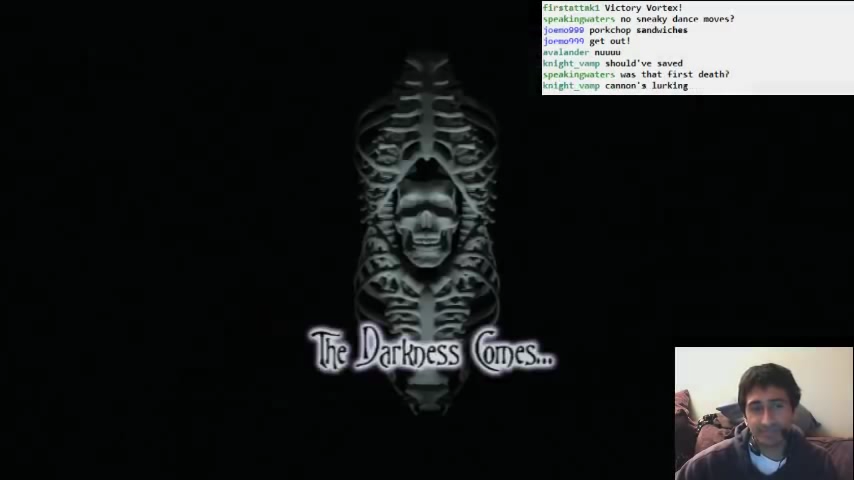 firstattmk1 Victory Vortex!
speakingwaters no sneaky dance moves?
joemo999 porkchop sandwiches
joemo999 get out!
avalander nuuuu
knight_vamp should've saved
speakingwaters was that first death?
knight_vamp cannon's lurking
The Darkness Comes...